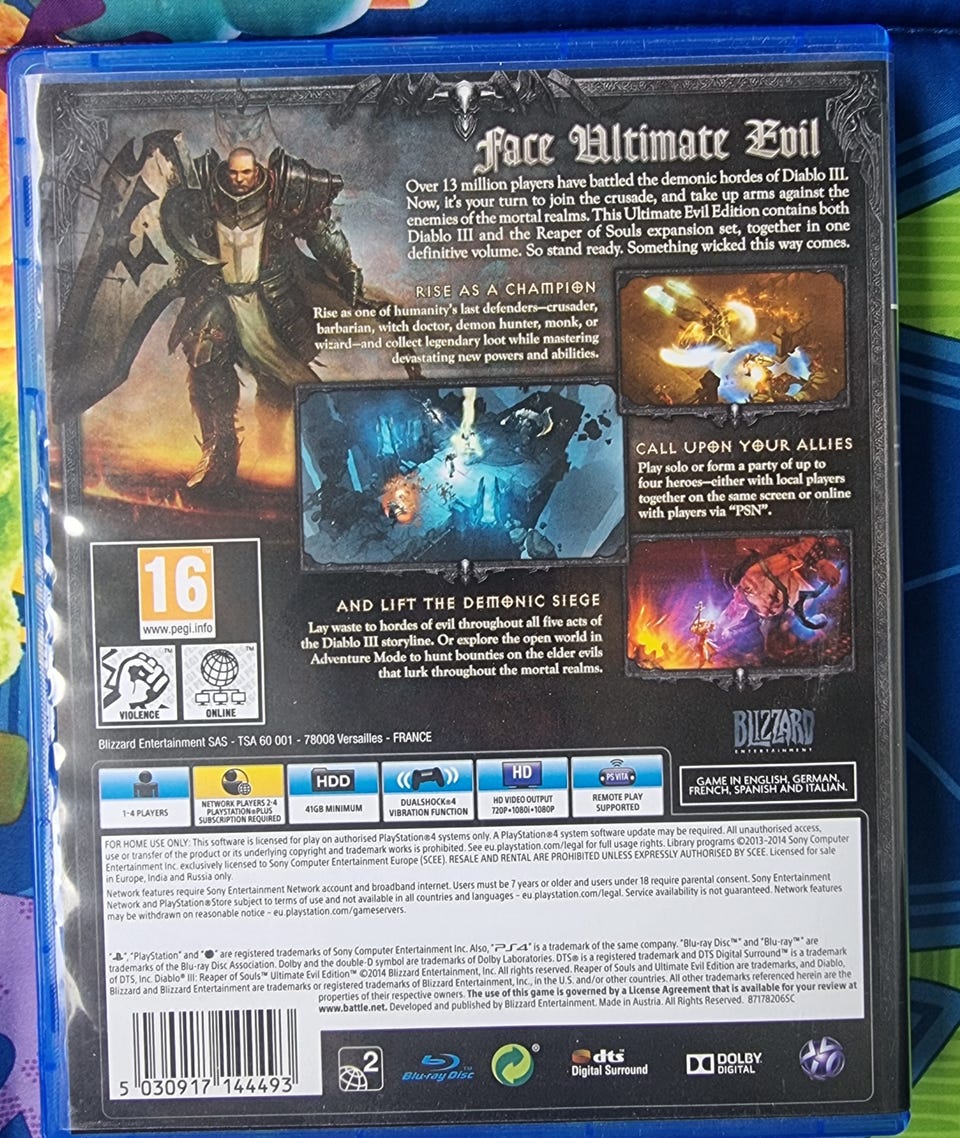 Face Ultimate Evil
Over 13 million players have battled the demonic hordes of Diablo III.
Now, it's your turn to join the crusade, and take up arms against the
enemies of the mortal realms. This Ultimate Evil Edition contains both
Diablo III and the Reaper of Souls expansion set, together in one
definitive volume. So stand ready. Something wicked this way comes.
RISE AS A CHAMPION
Rise as one of humanity's last defenders—crusader,
barbarian, witch doctor, demon hunter, monk, or
wizard—and collect legendary loot while mastering
devastating new powers and abilities.
CALL UPON YOUR ALLIES
Play solo or form a party of up to
four heroes—either with local players
together on the same screen or online
with players via "PSN".
16
www.pegi.info
VIOLENCE
ONLINE
AND LIFT THE DEMONIC SIEGE
Lay waste to hordes of evil throughout all five acts of
the Diablo III storyline. Or explore the open world in
Adventure Mode to hunt bounties on the elder evils
that lurk throughout the mortal realms.
BLIZZARD
ENTERTAINMENT
Blizzard Entertainment SAS - TSA 60 001 - 78008 Versailles - FRANCE
1-4 PLAYERS
NETWORK PLAYERS 2-4
PLAYSTATION®PLUS
SUBSCRIPTION REQUIRED
HDD
41GB MINIMUM
DUALSHOCK®4
VIBRATION FUNCTION
HD
HD VIDEO OUTPUT
720P•1080i•1080P
PS VITA
REMOTE PLAY
SUPPORTED
GAME IN ENGLISH, GERMAN,
FRENCH, SPANISH AND ITALIAN.
FOR HOME USE ONLY: This software is licensed for play on authorised PlayStation®4 systems only. A PlayStation®4 system software update may be required. All unauthorised access,
use or transfer of the product or its underlying copyright and trademark works is prohibited. See eu.playstation.com/legal for full usage rights. Library programs ©2013-2014 Sony Computer
Entertainment Inc. exclusively licensed to Sony Computer Entertainment Europe (SCEE). RESALE AND RENTAL ARE PROHIBITED UNLESS EXPRESSLY AUTHORISED BY SCEE. Licensed for sale
in Europe, India and Russia only.
Network features require Sony Entertainment Network account and broadband internet. Users must be 7 years or older and users under 18 require parental consent. Sony Entertainment
Network and PlayStation®Store subject to terms of use and not available in all countries and languages – eu.playstation.com/legal. Service availability is not guaranteed. Network features
may be withdrawn on reasonable notice – eu.playstation.com/gameservers.
" ", "PlayStation" and " " are registered trademarks of Sony Computer Entertainment Inc. Also, "PS4" is a trademark of the same company. "Blu-ray Disc™" and "Blu-ray™" are
trademarks of the Blu-ray Disc Association. Dolby and the double-D symbol are trademarks of Dolby Laboratories. DTS® is a registered trademark and DTS Digital Surround™ is a trademark
of DTS, Inc. Diablo® III: Reaper of Souls™ Ultimate Evil Edition™ ©2014 Blizzard Entertainment, Inc. All rights reserved. Reaper of Souls and Ultimate Evil Edition are trademarks, and Diablo,
Blizzard and Blizzard Entertainment are trademarks or registered trademarks of Blizzard Entertainment, Inc., in the U.S. and/or other countries. All other trademarks referenced herein are the
properties of their respective owners. The use of this game is governed by a License Agreement that is available for your review at
www.battle.net. Developed and published by Blizzard Entertainment. Made in Austria. All Rights Reserved. 87178206SC
5 030917 144493
2
Blu-ray Disc
®
dts
Digital Surround
DOLBY
DIGITAL